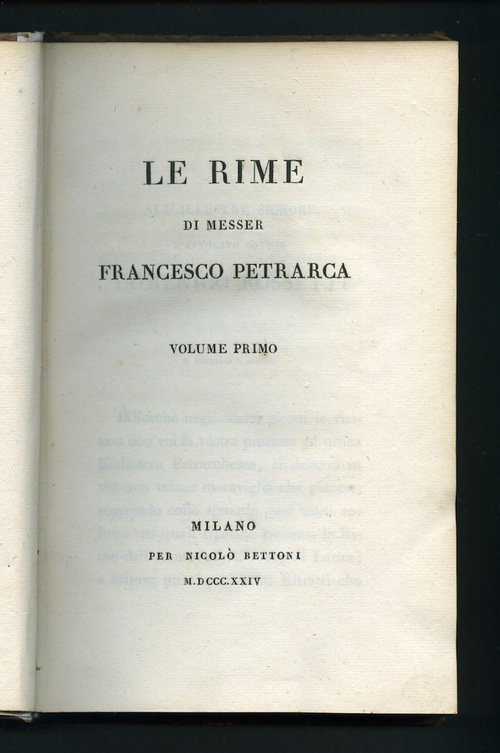 LE RIME
DI MESSER
FRANCESCO PETRARCA
VOLUME PRIMO
MILANO
PER NICOLÒ BETTONI
M.DCCC.XXIV